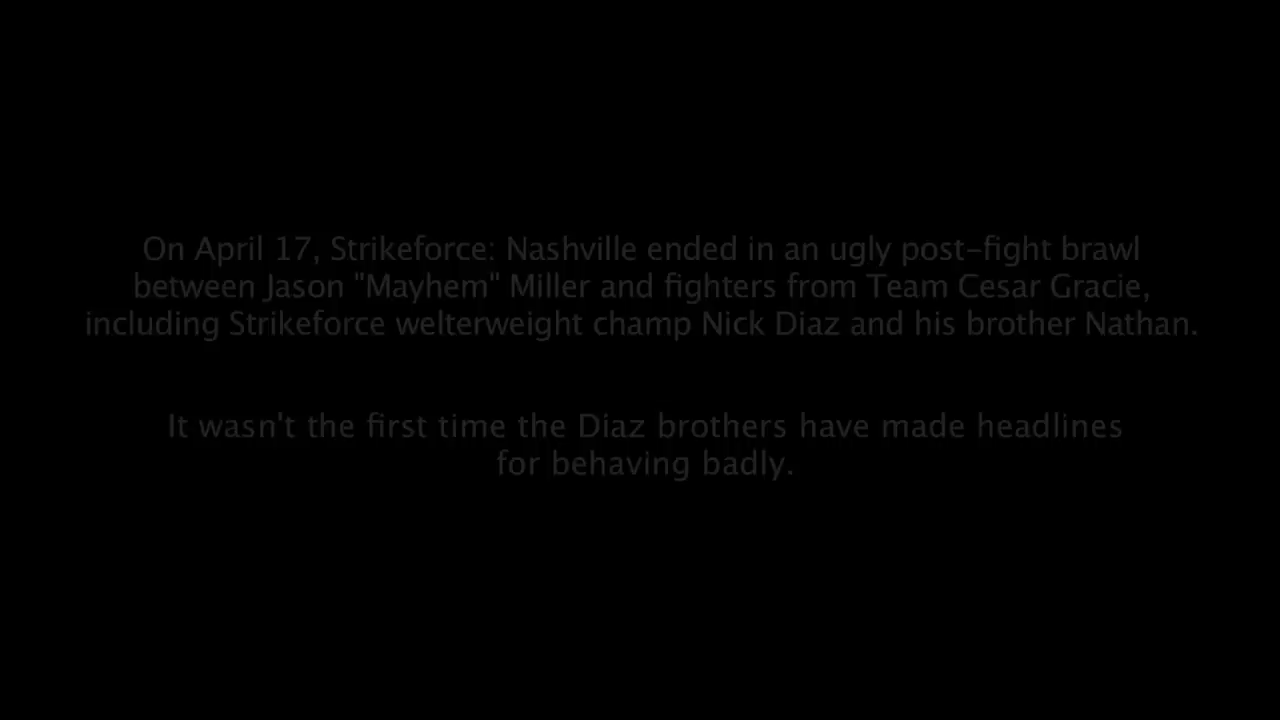 On April 17, Strikeforce: Nashville ended in an ugly post-fight brawl
between Jason "Mayhem" Miller and fighters from Team Cesar Gracie,
including Strikeforce welterweight champ Nick Diaz and his brother Nathan.
It wasn't the first time the Diaz brothers have made headlines
for behaving badly.